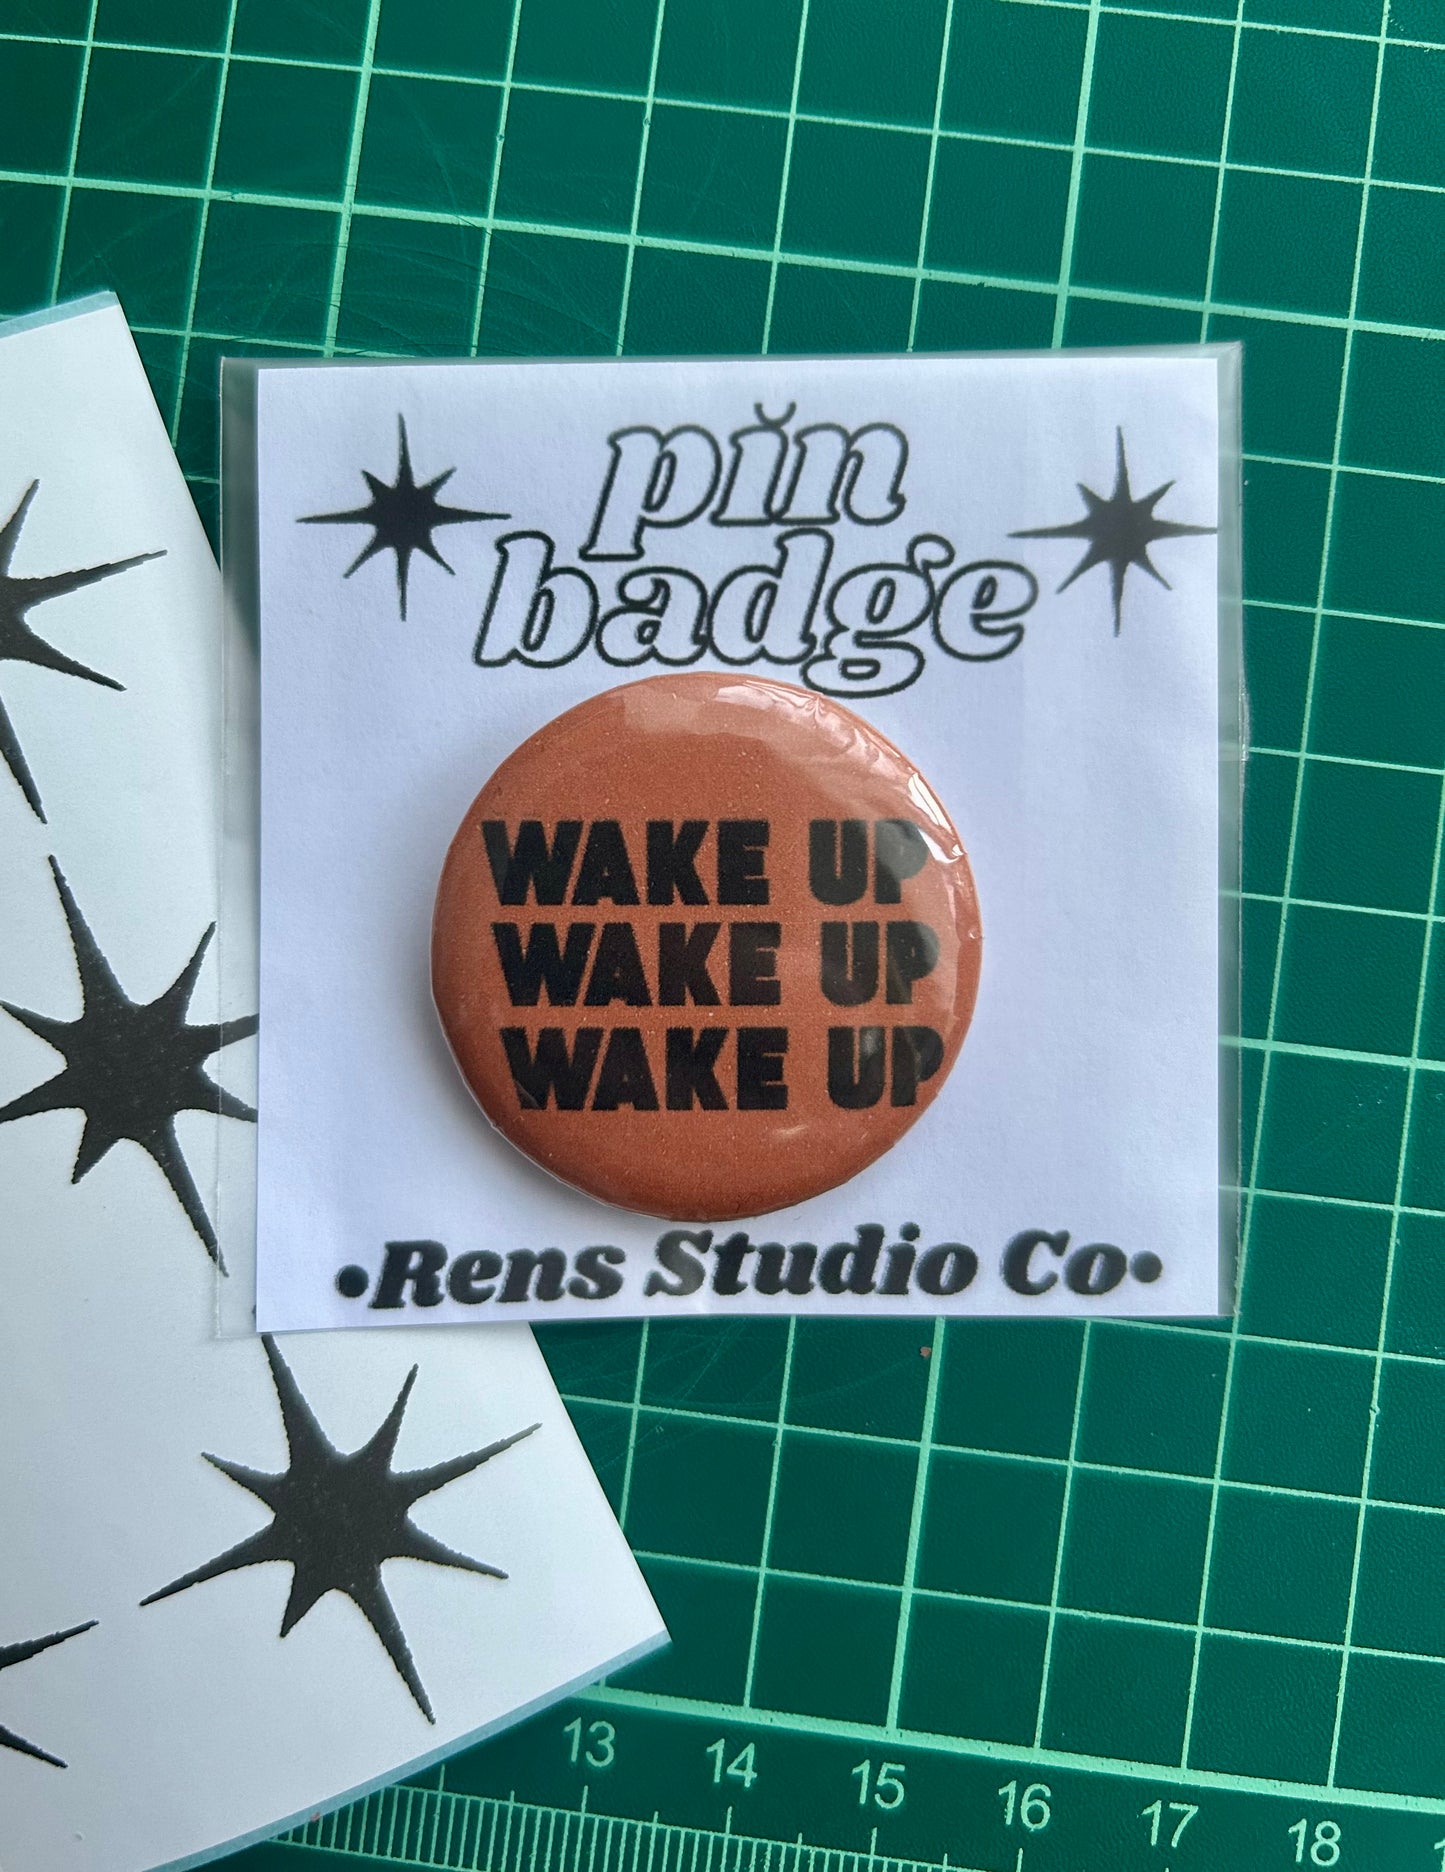 pin
badge
WAKE UP
WAKE UP
WAKE UP
•Rens Studio Co•
13 14 15 16 17 18